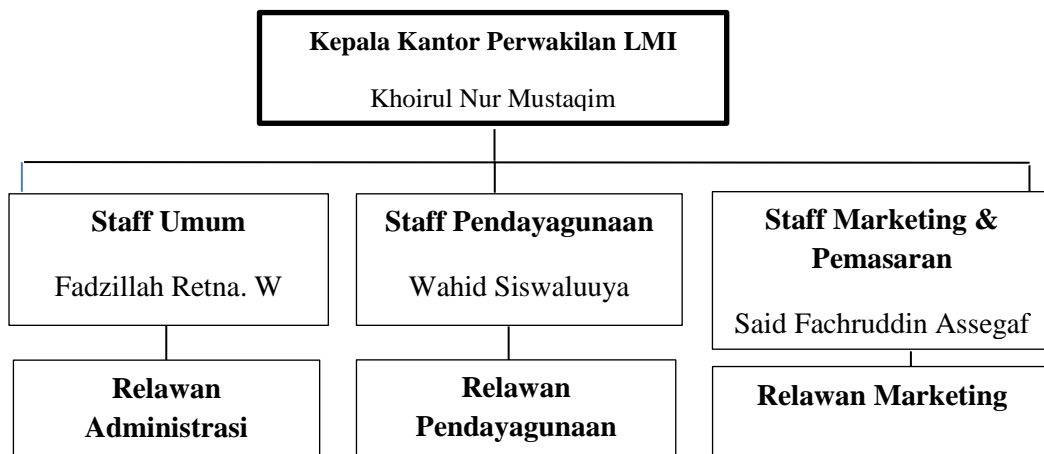 Kepala Kantor Perwakilan LMI
Khoirul Nur Mustaqim
Staff Umum
Fadzillah Retna. W
Staff Pendayagunaan
Wahid Siswaluuya
Staff Marketing &
Pemasaran
Said Fachruddin Assegaf
Relawan
Administrasi
Relawan
Pendayagunaan
Relawan Marketing